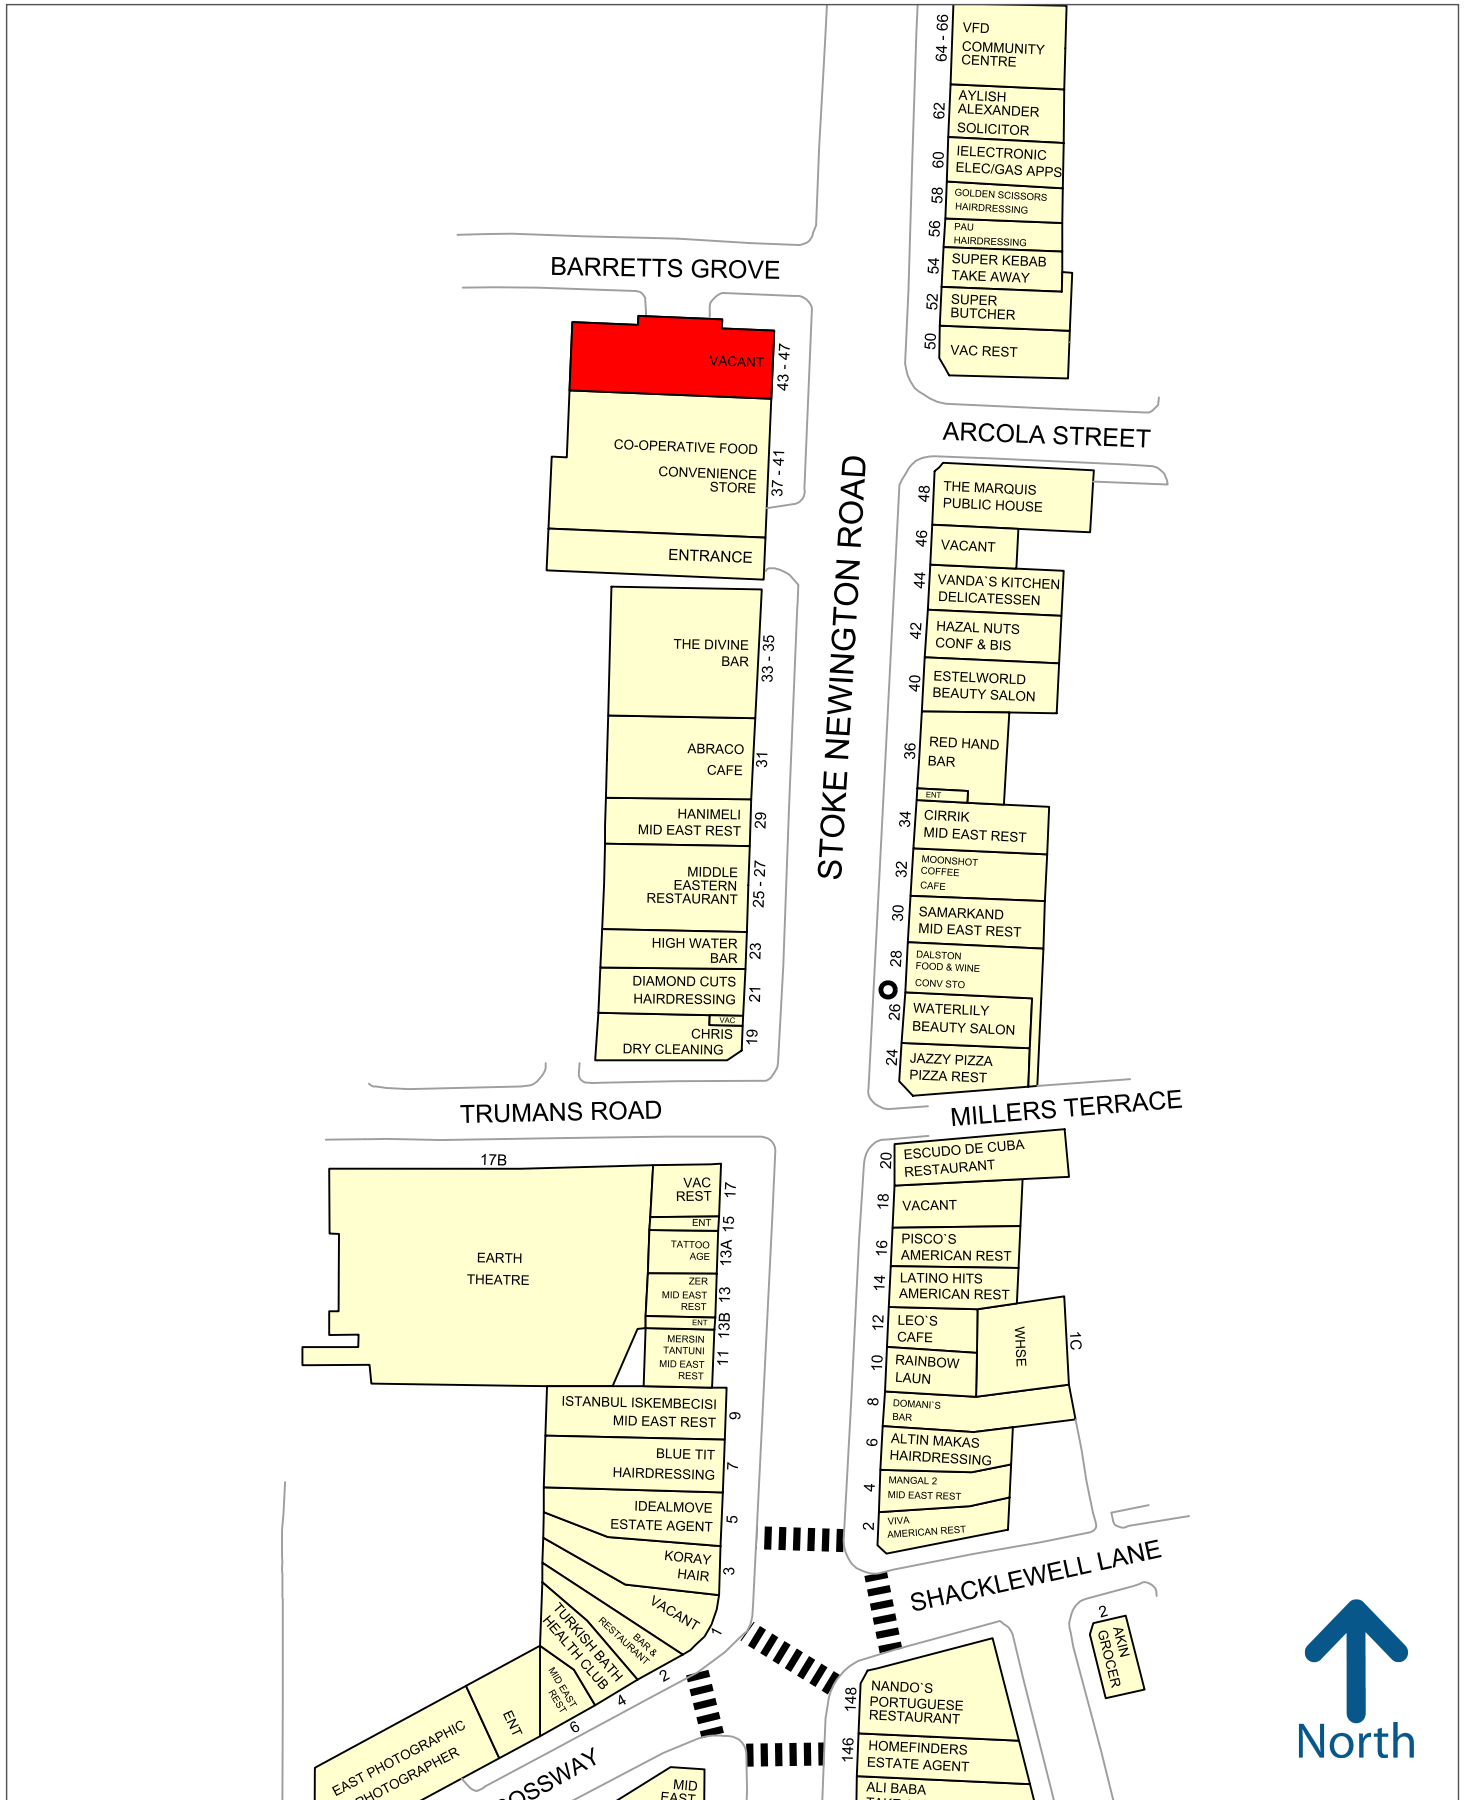 64 - 66
VFD
COMMUNITY
CENTRE
62
AYLISH
ALEXANDER
SOLICITOR
60
IELECTRONIC
ELEC/GAS APPS
58
GOLDEN SCISSORS
HAIRDRESSING
56
PAU
HAIRDRESSING
54
SUPER KEBAB
TAKE AWAY
52
SUPER
BUTCHER
50
VAC REST
BARRETTS GROVE
VACANT
43 - 47
CO-OPERATIVE FOOD
CONVENIENCE
STORE
37 - 41
ENTRANCE
ARCOLA STREET
STOKE NEWINGTON ROAD
48
THE MARQUIS
PUBLIC HOUSE
46
VACANT
44
VANDA`S KITCHEN
DELICATESSEN
42
HAZAL NUTS
CONF & BIS
40
ESTELWORLD
BEAUTY SALON
36
RED HAND
BAR
ENT
34
CIRRIK
MID EAST REST
32
MOONSHOT
COFFEE
CAFE
30
SAMARKAND
MID EAST REST
28
DALSTON
FOOD & WINE
CONV STO
26
WATERLILY
BEAUTY SALON
24
JAZZY PIZZA
PIZZA REST
THE DIVINE
BAR
33 - 35
ABRACO
CAFE
31
HANIMELI
MID EAST REST
29
MIDDLE
EASTERN
RESTAURANT
25 - 27
HIGH WATER
BAR
23
DIAMOND CUTS
HAIRDRESSING
21
VAC
CHRIS
DRY CLEANING
19
TRUMANS ROAD
MILLERS TERRACE
17B
EARTH
THEATRE
VAC
REST
17
ENT
15
TATTOO
AGE
13A
ZER
MID EAST
REST
13
ENT
13B
MERSIN
TANTUNI
MID EAST
REST
11
ISTANBUL ISKEMBECISI
MID EAST REST
9
BLUE TIT
HAIRDRESSING
7
IDEALMOVE
ESTATE AGENT
5
KORAY
HAIR
3
VACANT
1
BAR &
RESTAURANT
2
TURKISH BATH
HEALTH CLUB
4
MID EAST
REST
6
ENT
EAST PHOTOGRAPHIC
PHOTOGRAPHER
20
ESCUDO DE CUBA
RESTAURANT
18
VACANT
16
PISCO`S
AMERICAN REST
14
LATINO HITS
AMERICAN REST
12
LEO`S
CAFE
WHSE
1C
10
RAINBOW
LAUN
8
DOMANI`S
BAR
6
ALTIN MAKAS
HAIRDRESSING
4
MANGAL 2
MID EAST REST
2
VIVA
AMERICAN REST
SHACKLEWELL LANE
2
AKIN
GROCER
148
NANDO`S
PORTUGUESE
RESTAURANT
146
HOMEFINDERS
ESTATE AGENT
ALI BABA
MID
EAST
OSSWAY
North